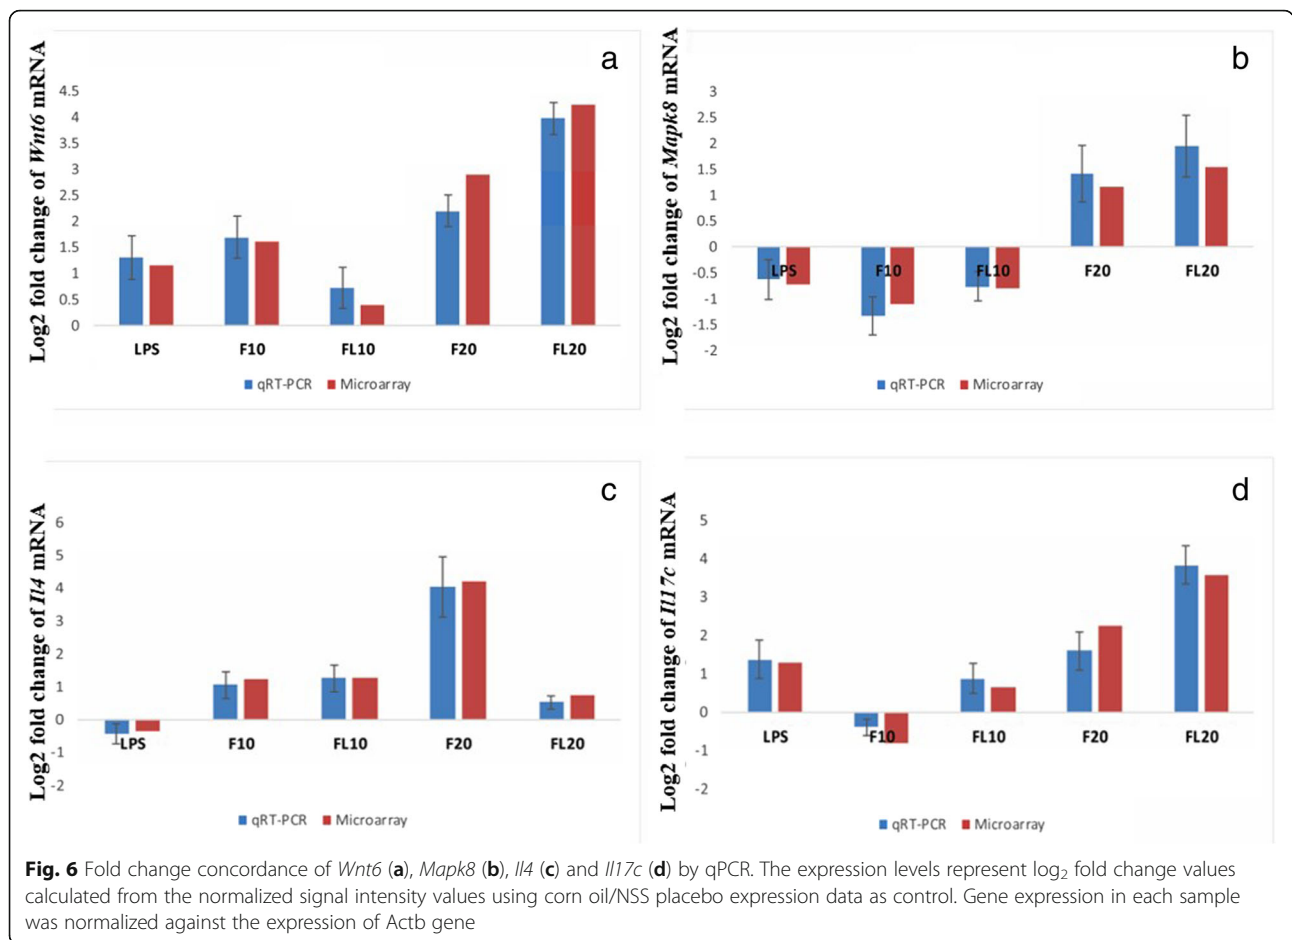 a
Log2 fold change of Wnt6 mRNA
4.5
4
3.5
3
2.5
2
1.5
1
0.5
0
LPS F10 FL10 F20 FL20
qRT-PCR Microarray
b
Log2 fold change of Mapk8 mRNA
3
2.5
2
1.5
1
0.5
0
-0.5
-1
-1.5
-2
LPS F10 FL10 F20 FL20
qRT-PCR Microarray
c
Log2 fold change of Il4 mRNA
6
5
4
3
2
1
0
-1
-2
LPS F10 FL10 F20 FL20
qRT-PCR Microarray
d
Log2 fold change of Il17c mRNA
5
4
3
2
1
0
-1
-2
LPS F10 FL10 F20 FL20
qRT-PCR Microarray
Fig. 6 Fold change concordance of Wnt6 (a), Mapk8 (b), Il4 (c) and Il17c (d) by qPCR. The expression levels represent log₂ fold change values
calculated from the normalized signal intensity values using corn oil/NSS placebo expression data as control. Gene expression in each sample
was normalized against the expression of Actb gene